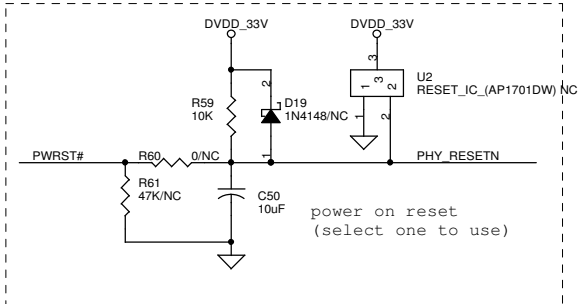 DVDD_33V
DVDD_33V
3
2
R59
10K
D19
1N4148/NC
1 3 2
U2
RESET_IC_(AP1701DW) NC
1
2
1
PWRST#
R60
0/NC
PHY_RESETN
R61
47K/NC
C50
10uF
power on reset
(select one to use)